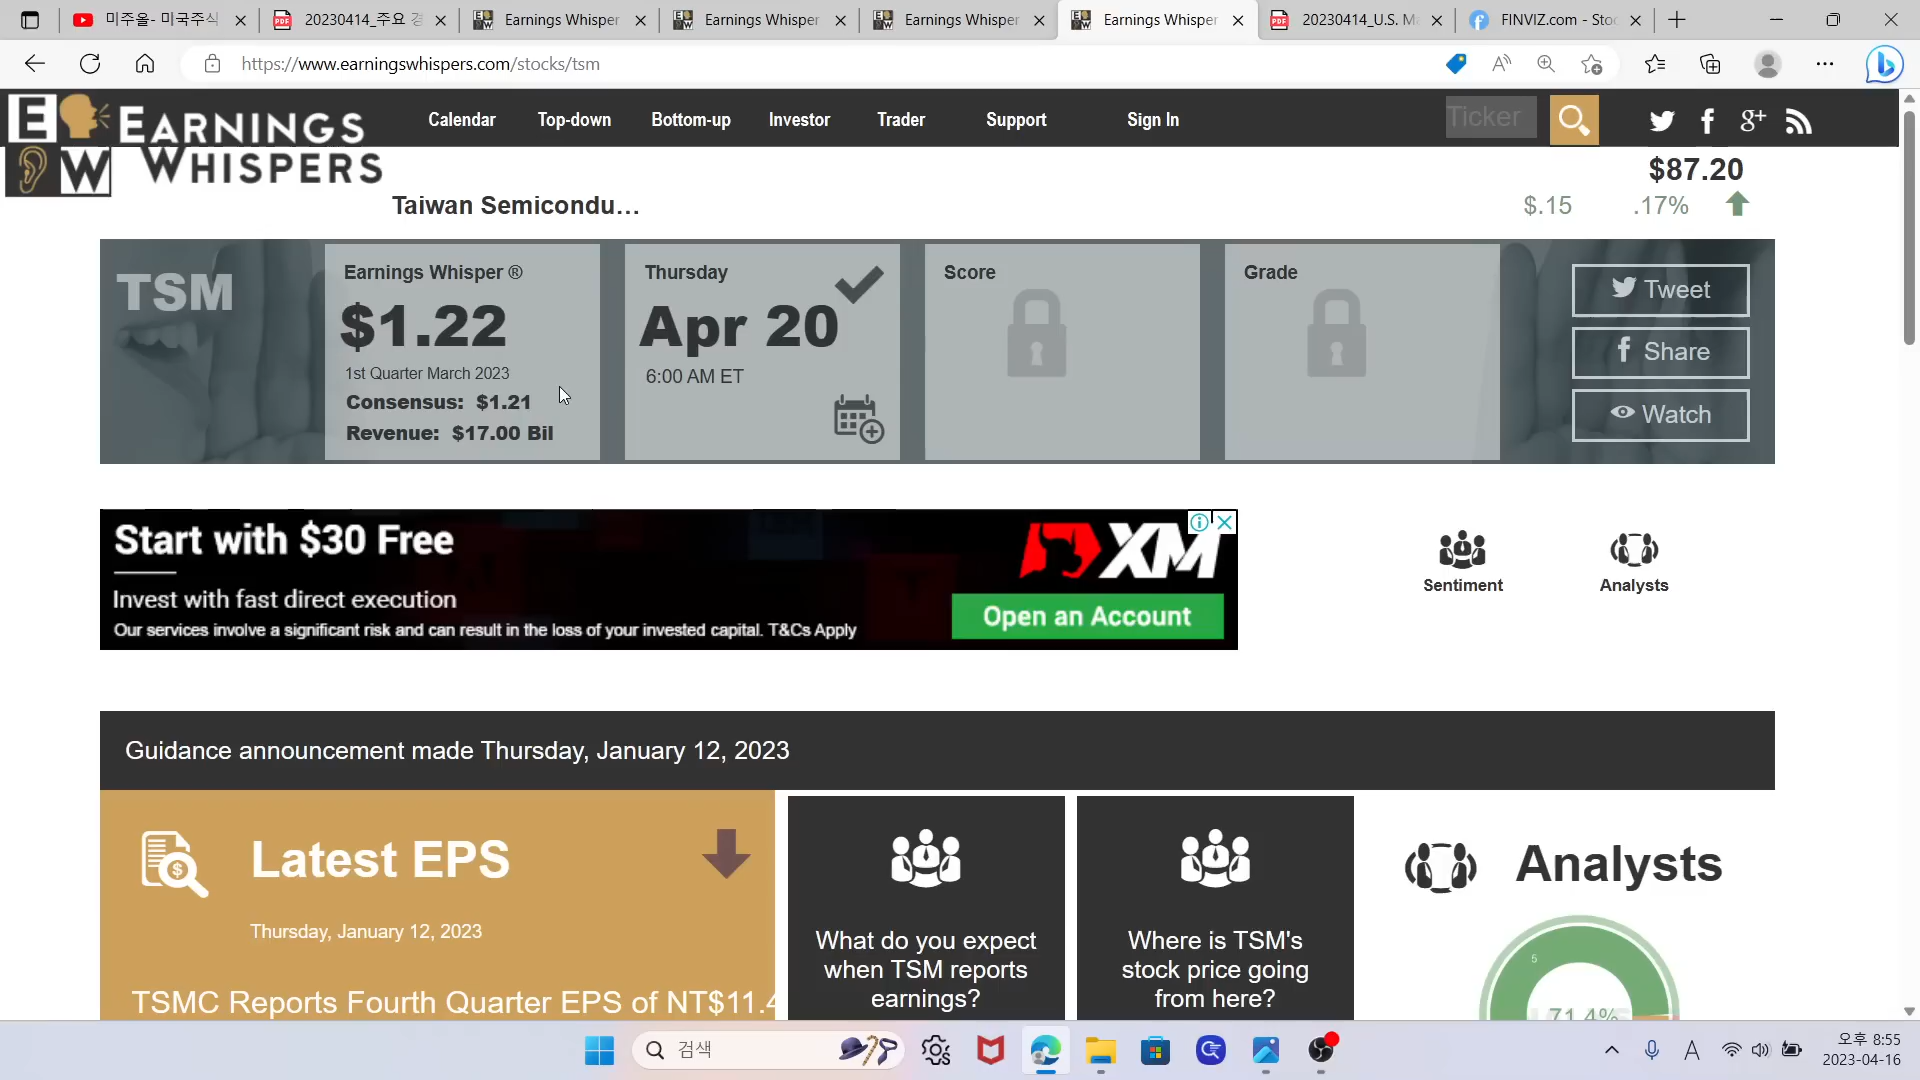 미주올- 미국주식
20230414_주요 경
Earnings Whisper
Earnings Whisper
Earnings Whisper
Earnings Whisper
20230414_U.S. Ma
FINVIZ.com - Stoc
https://www.earningswhispers.com/stocks/tsm
EARNINGS WHISPERS
E W
Calendar Top-down Bottom-up Investor Trader Support Sign In
Ticker
$87.20
Taiwan Semicondu...
$.15 .17%
TSM
Earnings Whisper ®
$1.22
1st Quarter March 2023
Consensus: $1.21
Revenue: $17.00 Bil
Thursday
Apr 20
6:00 AM ET
Score
Grade
Tweet
Share
Watch
Start with $30 Free
Invest with fast direct execution
Our services involve a significant risk and can result in the loss of your invested capital. T&Cs Apply
XM
Open an Account
Sentiment
Analysts
Guidance announcement made Thursday, January 12, 2023
Latest EPS
Thursday, January 12, 2023
TSMC Reports Fourth Quarter EPS of NT$11.4
What do you expect
when TSM reports
earnings?
Where is TSM's
stock price going
from here?
Analysts
5
71.4%
검색
A
오후 8:55
2023-04-16